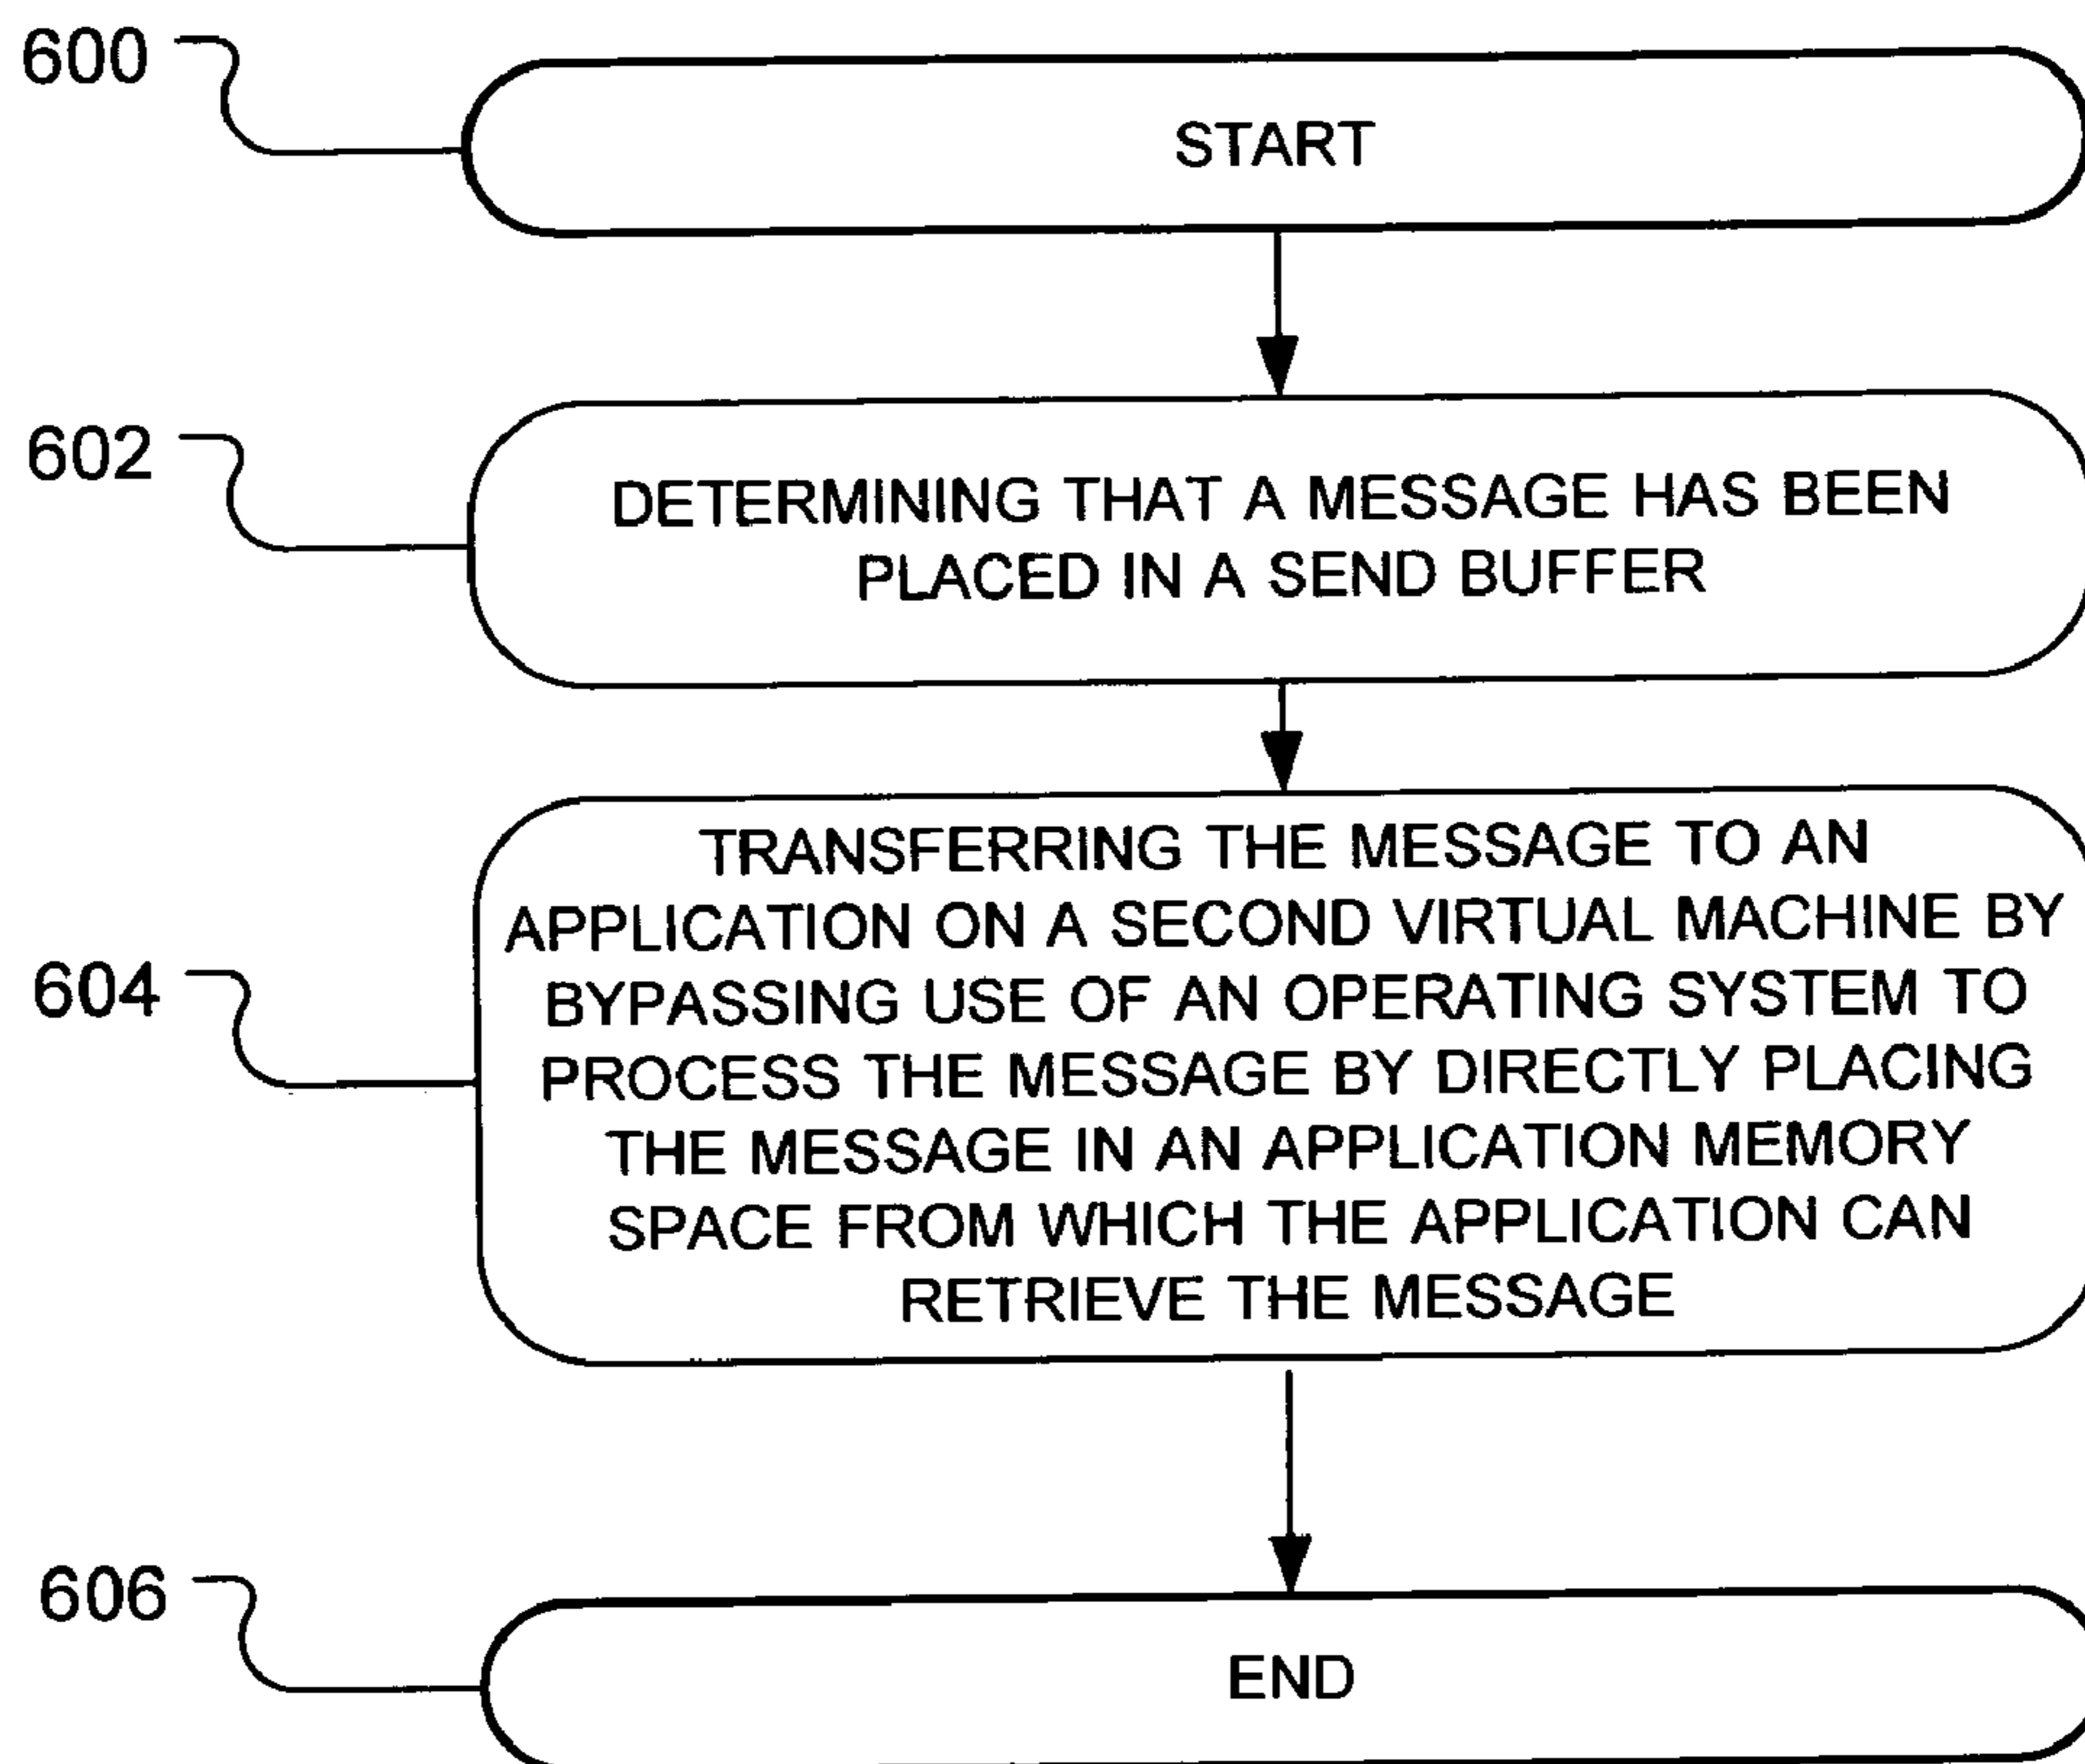 600
START
602
DETERMINING THAT A MESSAGE HAS BEEN
PLACED IN A SEND BUFFER
TRANSFERRING THE MESSAGE TO AN
APPLICATION ON A SECOND VIRTUAL MACHINE BY
604
BYPASSING USE OF AN OPERATING SYSTEM TO
PROCESS THE MESSAGE BY DIRECTLY PLACING
THE MESSAGE IN AN APPLICATION MEMORY
SPACE FROM WHICH THE APPLICATION CAN
RETRIEVE THE MESSAGE
606
END